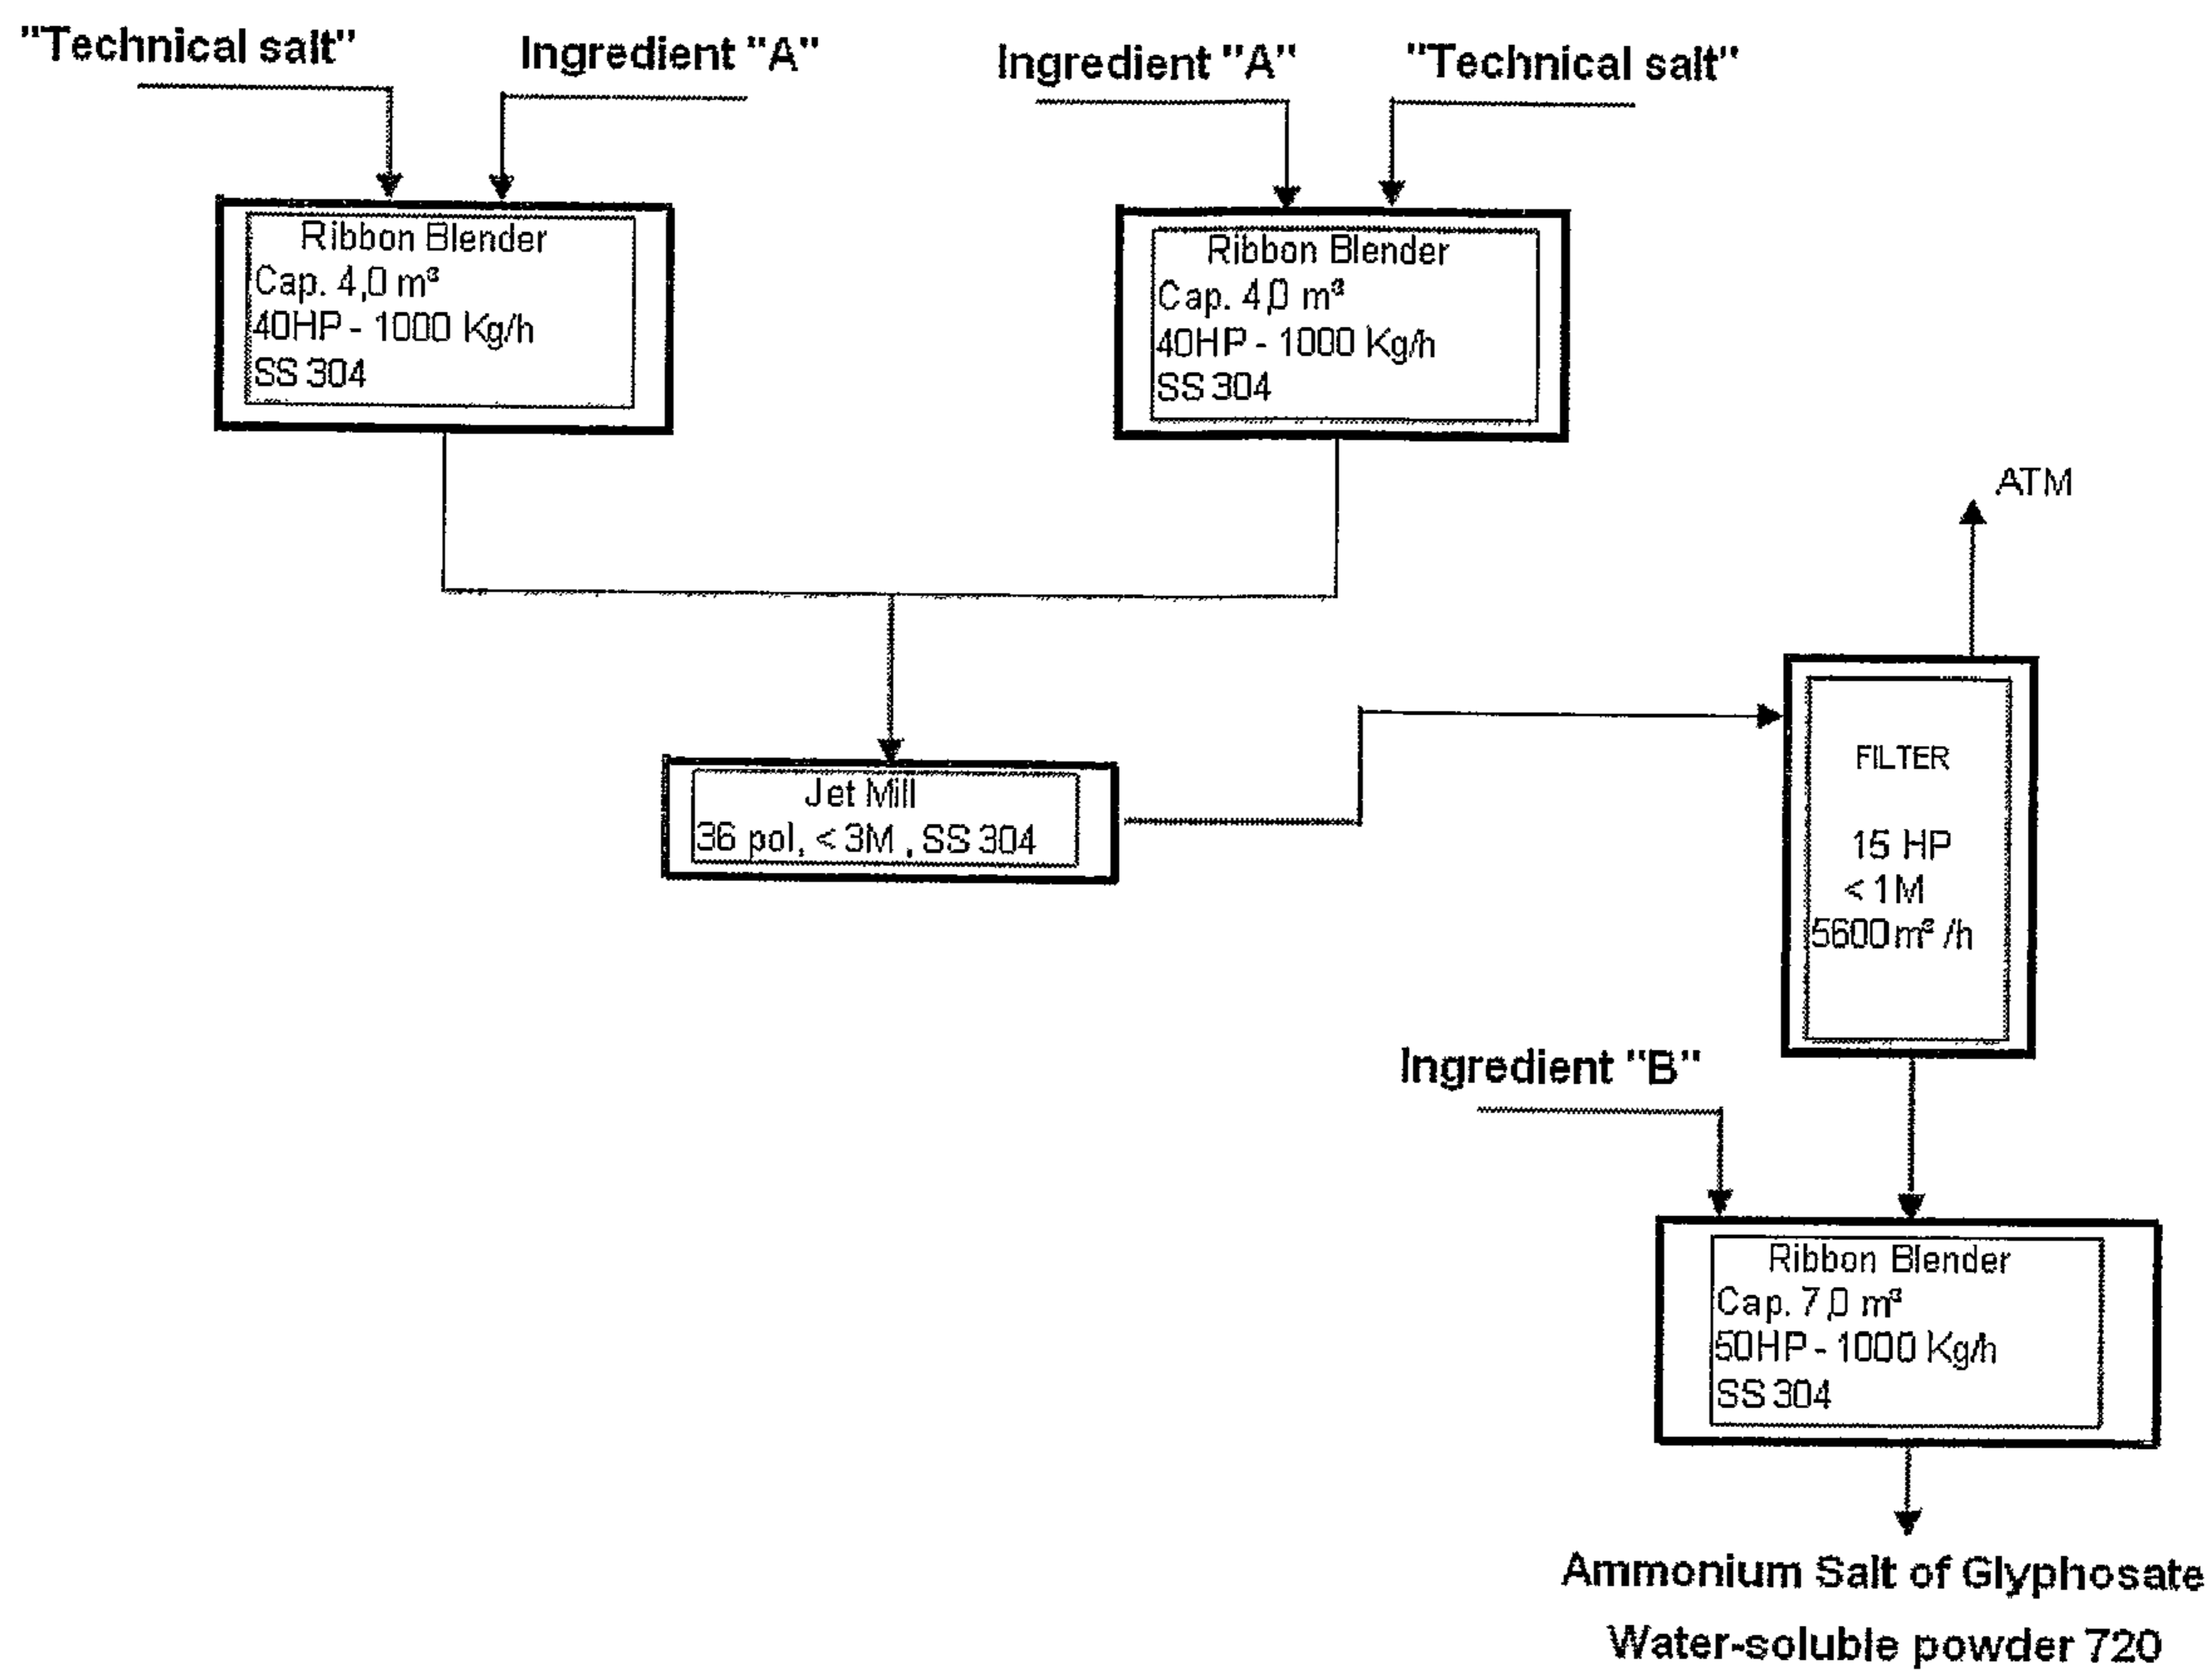 "Technical salt"
Ingredient "A"
Ingredient "A"
"Technical salt"
Ribbon Blender
Cap. 4,0 m³
40HP - 1000 Kg/h
SS 304
Ribbon Blender
Cap. 4,0 m³
40HP - 1000 Kg/h
SS 304
ATM
Jet Mill
36 pol, < 3M , SS 304
FILTER
15 HP
< 1M
5600 m³ /h
Ingredient "B"
Ribbon Blender
Cap. 7,0 m³
50HP - 1000 Kg/h
SS 304
Ammonium Salt of Glyphosate
Water-soluble powder 720